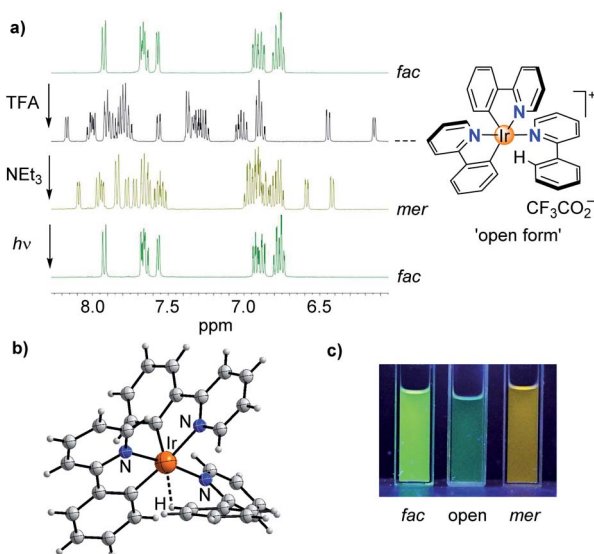 a)
fac
TFA
NEt3
mer
hν
fac
8.0 7.5 7.0 6.5
ppm
]+
N
Ir
N
H
CF3CO2−
'open form'
b)
N
Ir
N
N
H
c)
fac open mer